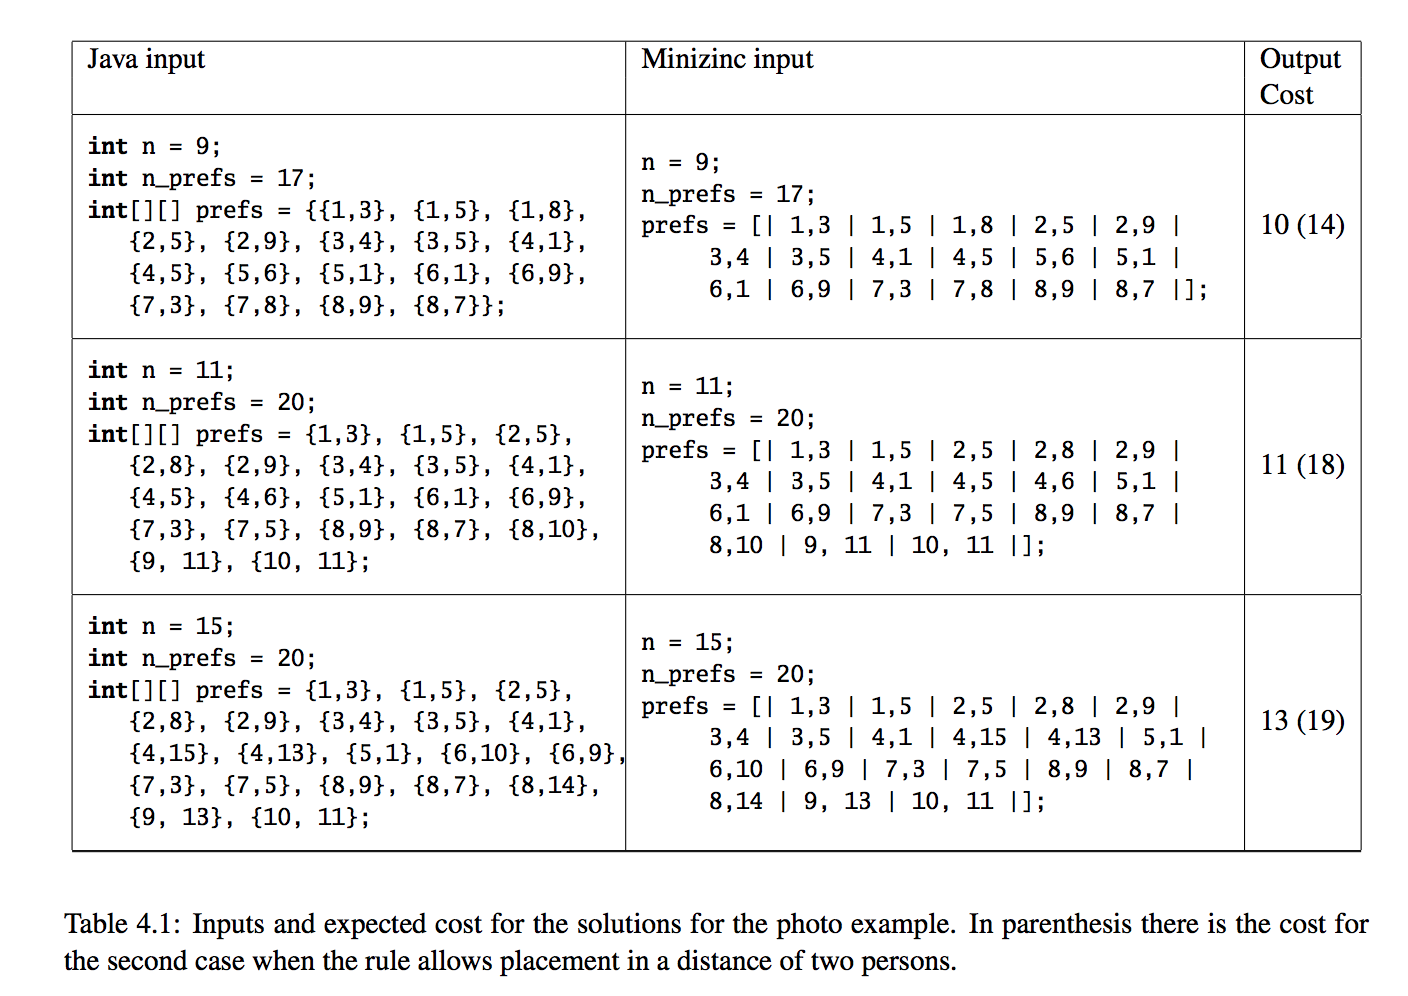 Java input
Minizinc input
Output
Cost
int n = 9;
int n_prefs = 17;
int[][] prefs = {{1,3}, {1,5}, {1,8},
{2,5}, {2,9}, {3,4}, {3,5}, {4,1},
{4,5}, {5,6}, {5,1}, {6,1}, {6,9},
{7,3}, {7,8}, {8,9}, {8,7}};
n = 9;
n_prefs = 17;
prefs = [| 1,3 | 1,5 | 1,8 | 2,5 | 2,9 |
3,4 | 3,5 | 4,1 | 4,5 | 5,6 | 5,1 |
6,1 | 6,9 | 7,3 | 7,8 | 8,9 | 8,7 |];
10 (14)
int n = 11;
int n_prefs = 20;
int[][] prefs = {1,3}, {1,5}, {2,5},
{2,8}, {2,9}, {3,4}, {3,5}, {4,1},
{4,5}, {4,6}, {5,1}, {6,1}, {6,9},
{7,3}, {7,5}, {8,9}, {8,7}, {8,10},
{9, 11}, {10, 11};
n = 11;
n_prefs = 20;
prefs = [| 1,3 | 1,5 | 2,5 | 2,8 | 2,9 |
3,4 | 3,5 | 4,1 | 4,5 | 4,6 | 5,1 |
6,1 | 6,9 | 7,3 | 7,5 | 8,9 | 8,7 |
8,10 | 9, 11 | 10, 11 |];
11 (18)
int n = 15;
int n_prefs = 20;
int[][] prefs = {1,3}, {1,5}, {2,5},
{2,8}, {2,9}, {3,4}, {3,5}, {4,1},
{4,15}, {4,13}, {5,1}, {6,10}, {6,9},
{7,3}, {7,5}, {8,9}, {8,7}, {8,14},
{9, 13}, {10, 11};
n = 15;
n_prefs = 20;
prefs = [| 1,3 | 1,5 | 2,5 | 2,8 | 2,9 |
3,4 | 3,5 | 4,1 | 4,15 | 4,13 | 5,1 |
6,10 | 6,9 | 7,3 | 7,5 | 8,9 | 8,7 |
8,14 | 9, 13 | 10, 11 |];
13 (19)
Table 4.1: Inputs and expected cost for the solutions for the photo example. In parenthesis there is the cost for
the second case when the rule allows placement in a distance of two persons.